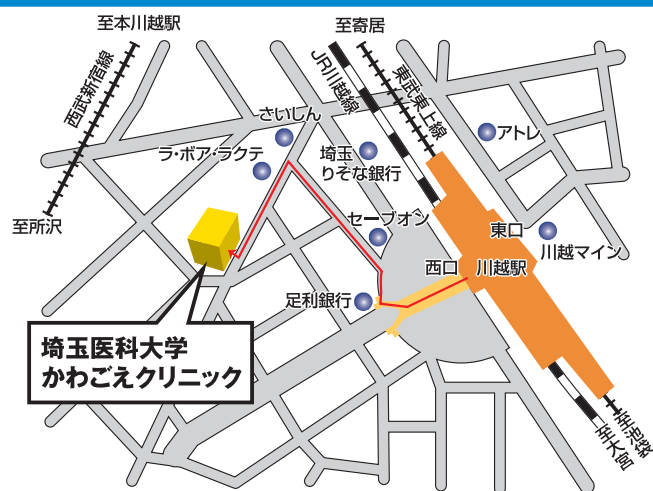 至本川越駅
至寄居
西武新宿線
JR川越線
東武東上線
さいしん
アトレ
ラ・ボア・ラクテ
埼玉
りそな銀行
至所沢
セーブオン
東口
川越マイン
西口
川越駅
足利銀行
埼玉医科大学
かわごえクリニック
至池袋
至大宮